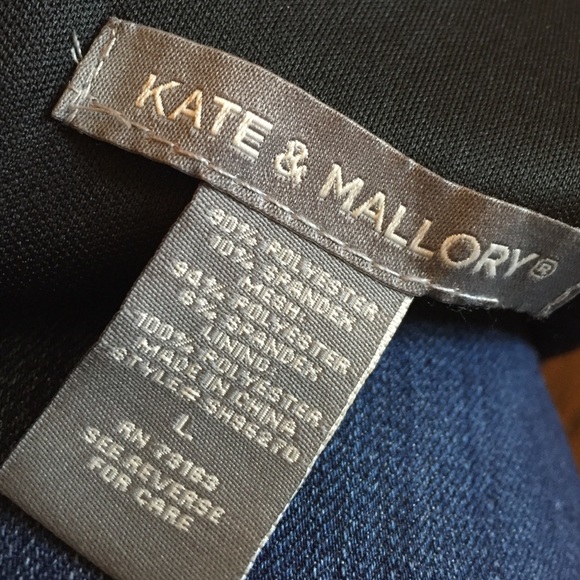 KATE & MALLORY®
90% POLYESTER
10% SPANDEX
MESH:
94% POLYESTER
6% SPANDEX
LINING:
100% POLYESTER
MADE IN CHINA
STYLE# SH95270
L
RN 73163
SEE REVERSE
FOR CARE